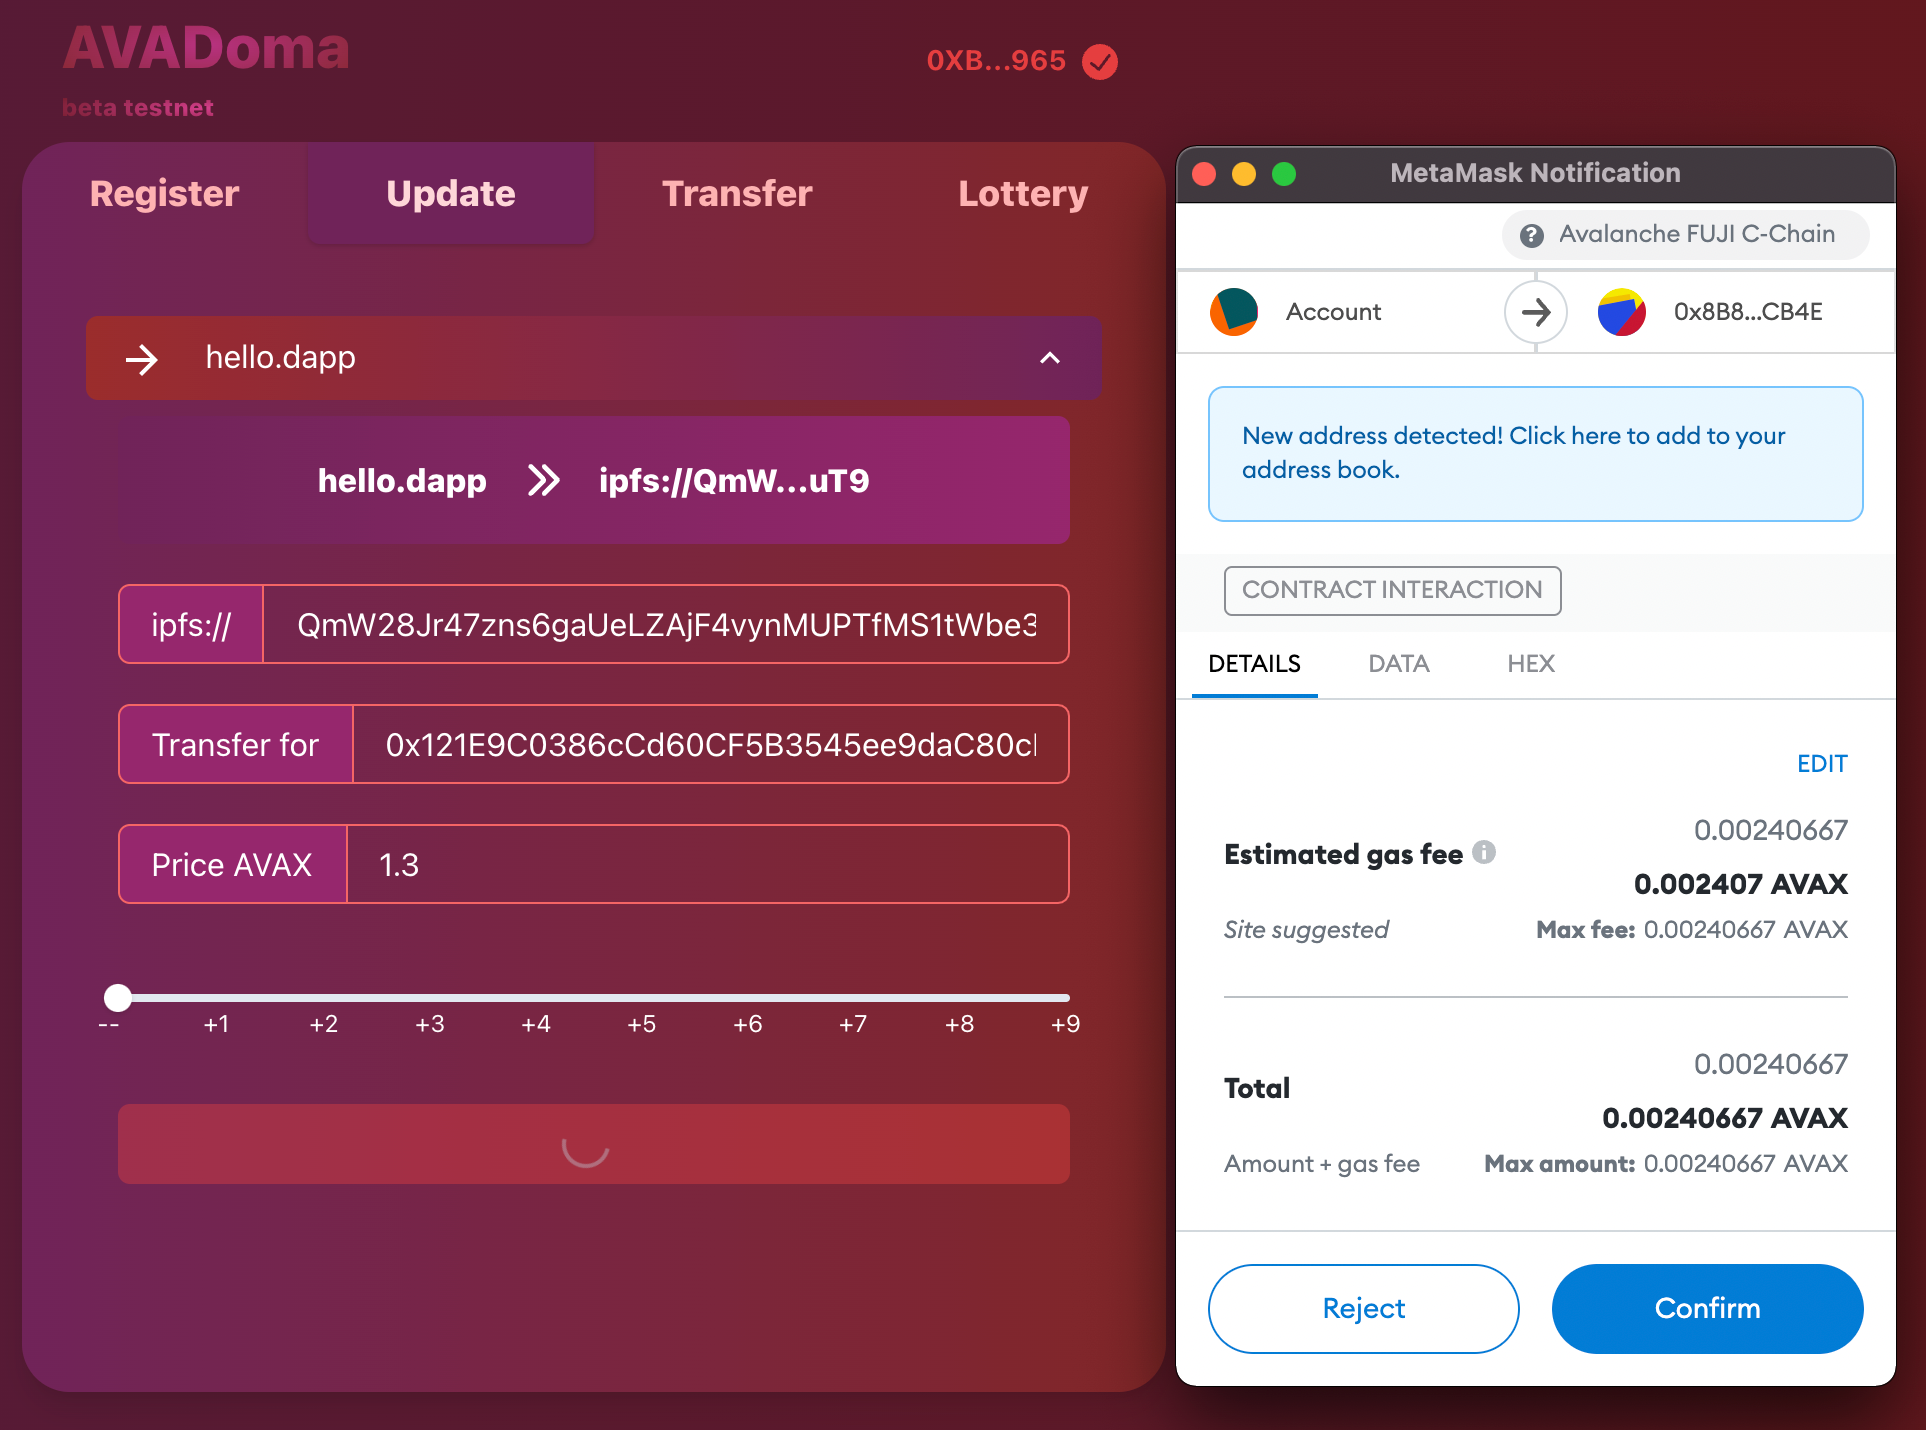 AVADoma
beta testnet
0XB...965
Register
Update
Transfer
Lottery
hello.dapp
hello.dapp
ipfs://QmW...uT9
ipfs://
QmW28Jr47zns6gaUeLZAjF4vynMUPTfMS1tWbe3
Transfer for
0x121E9C0386cCd60CF5B3545ee9daC80c
Price AVAX
1.3
-- +1 +2 +3 +4 +5 +6 +7 +8 +9
MetaMask Notification
Avalanche FUJI C-Chain
Account
0x8B8...CB4E
New address detected! Click here to add to your
address book.
CONTRACT INTERACTION
DETAILS
DATA
HEX
EDIT
0.00240667
Estimated gas fee
0.002407 AVAX
Site suggested
Max fee: 0.00240667 AVAX
0.00240667
Total
0.00240667 AVAX
Amount + gas fee
Max amount: 0.00240667 AVAX
Reject
Confirm